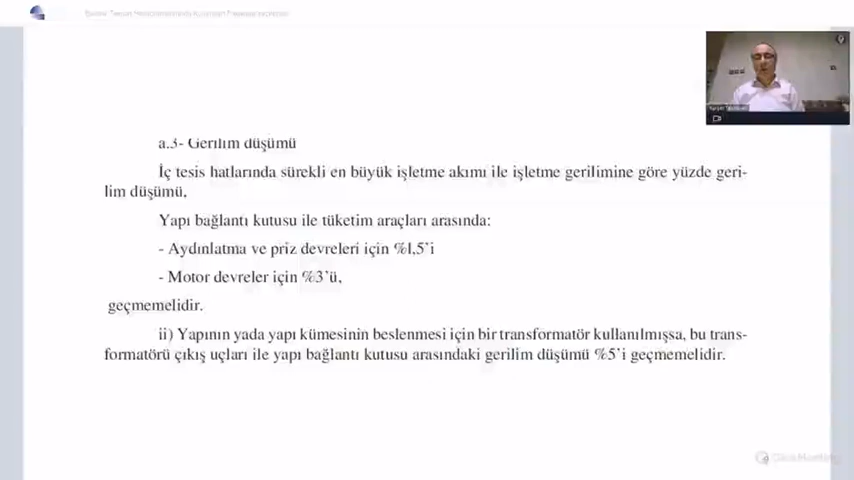 a.3- Gerilim düşümü
İç tesis hatlarında sürekli en büyük işletme akımı ile işletme gerilimine göre yüzde geri-
lim düşümü,
Yapı bağlantı kutusu ile tüketim araçları arasında:
- Aydınlatma ve priz devreleri için %1,5'i
- Motor devreler için %3'ü,
geçmemelidir.
ii) Yapının yada yapı kümesinin beslenmesi için bir transformatör kullanılmışsa, bu trans-
formatörü çıkış uçları ile yapı bağlantı kutusu arasındaki gerilim düşümü %5'i geçmemelidir.
ClickMeeting